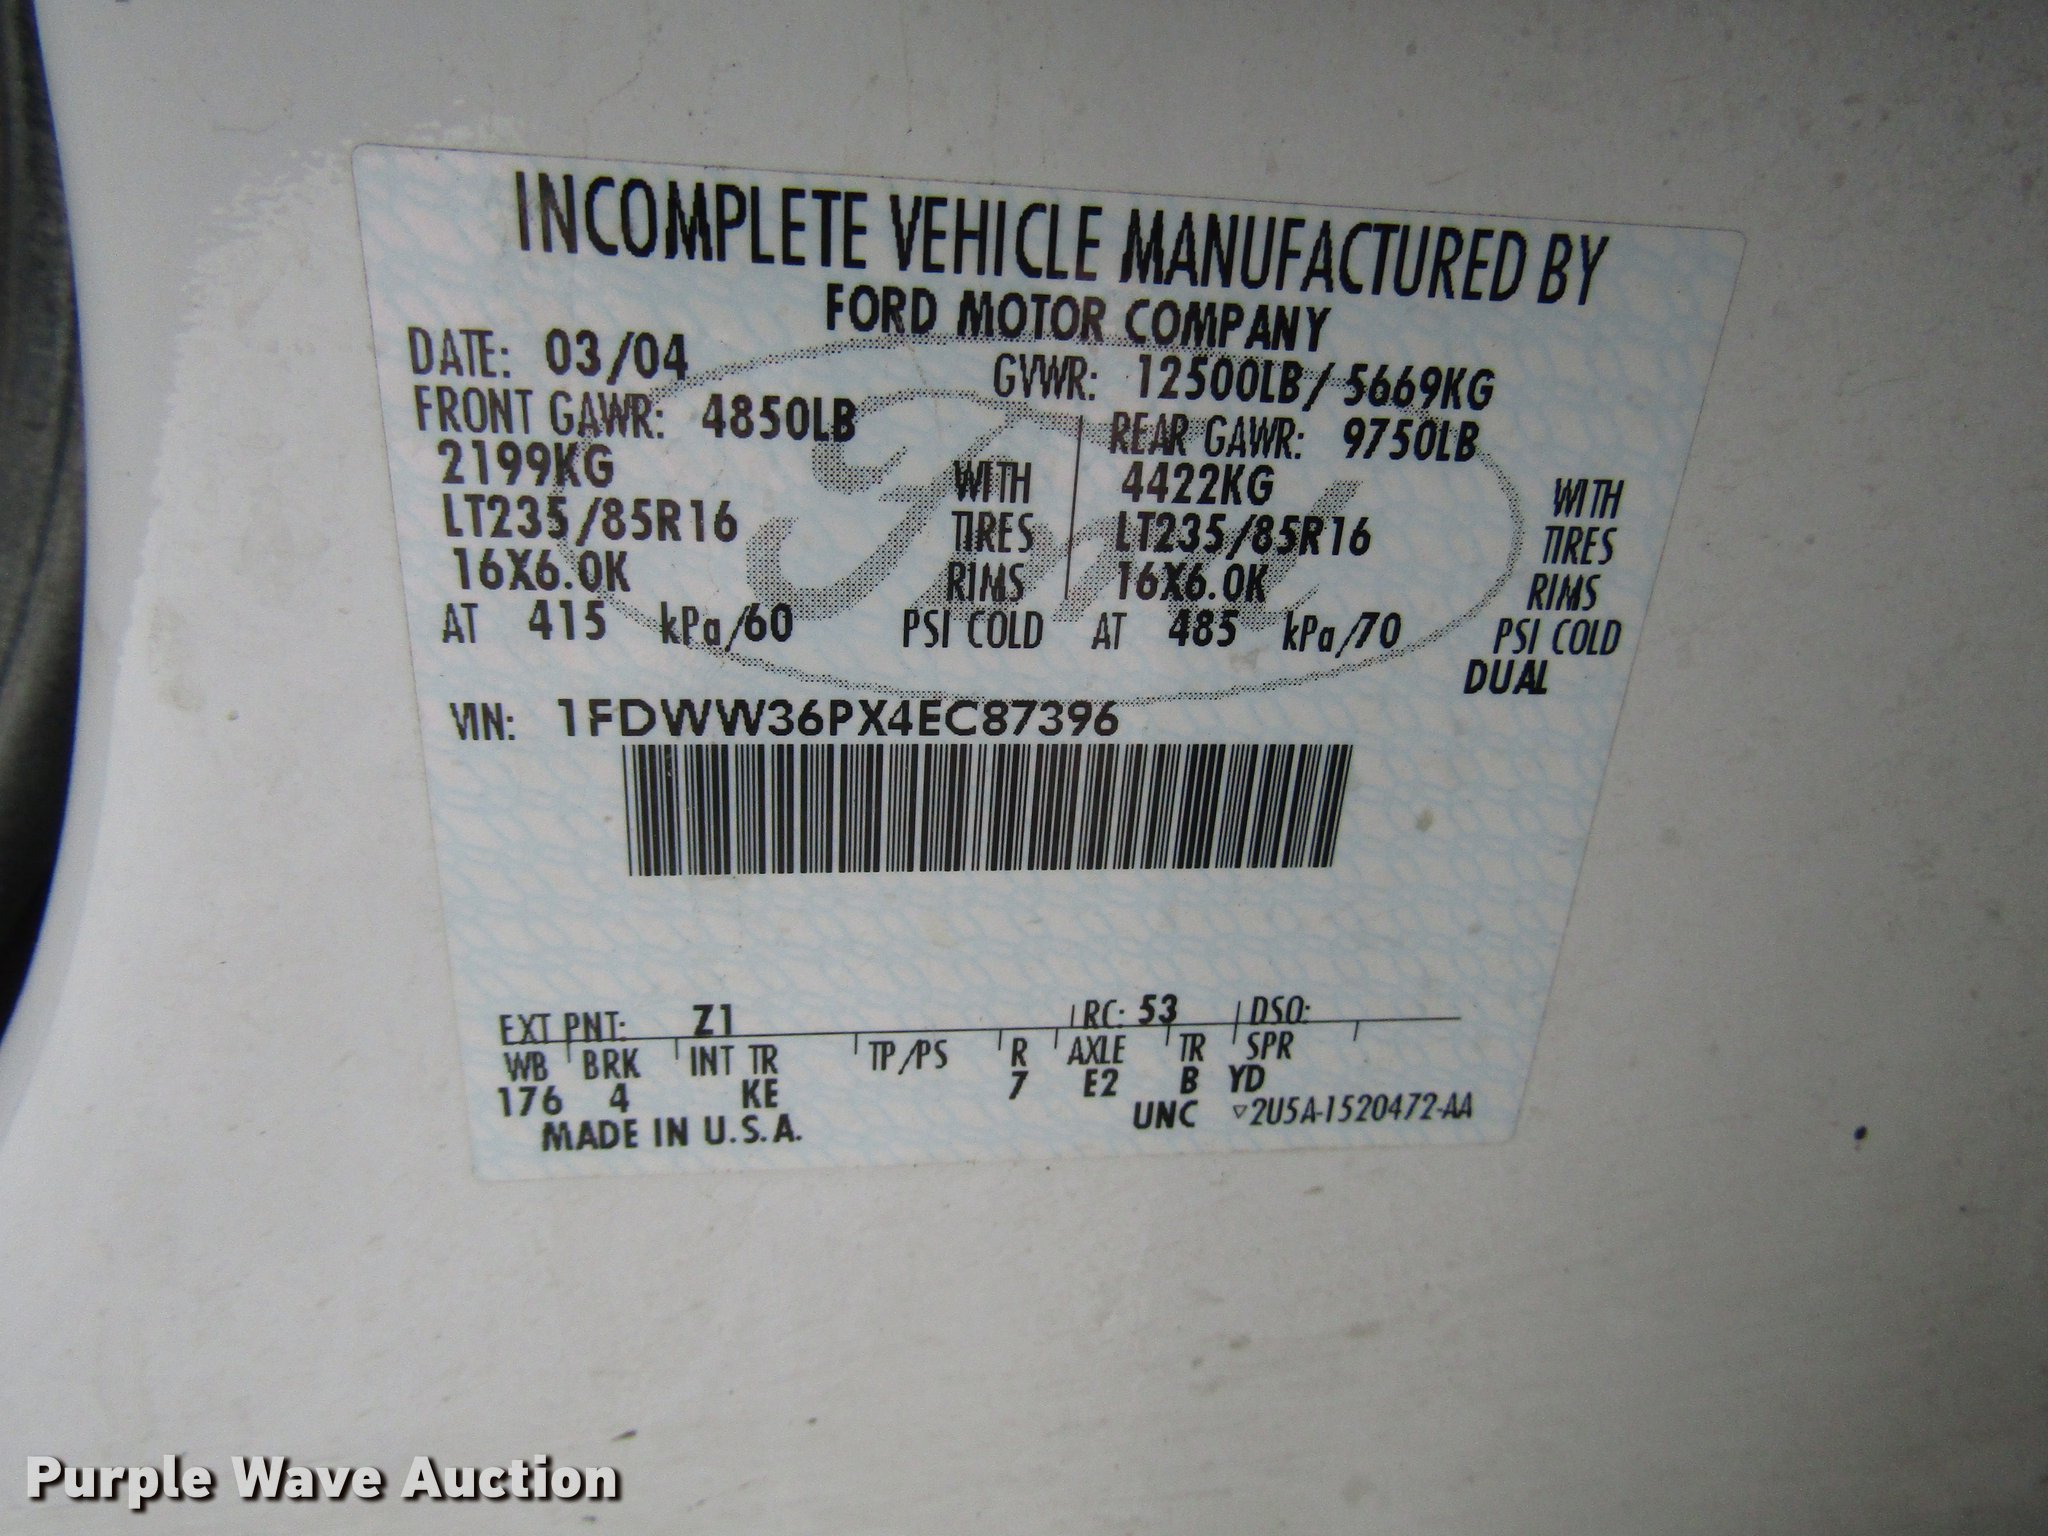 INCOMPLETE VEHICLE MANUFACTURED BY
FORD MOTOR COMPANY
DATE: 03/04 GVWR: 12500LB/ 5669KG
FRONT GAWR: 4850LB REAR GAWR: 9750LB
2199KG WITH 4422KG WITH
LT235/85R16 TIRES LT235/85R16 TIRES
16X6.0K RIMS 16X6.0K RIMS
AT 415 kPa/60 PSI COLD AT 485 kPa/70 PSI COLD
DUAL
Ford
VIN: 1FDWW36PX4EC87396
EXT PNT: Z1 RC: 53 DSO:
WB BRK INT TR TP/PS R AXLE TR SPR
176 4 KE 7 E2 B YD
MADE IN U.S.A. UNC ▽2U5A-1520472-AA
Purple Wave Auction